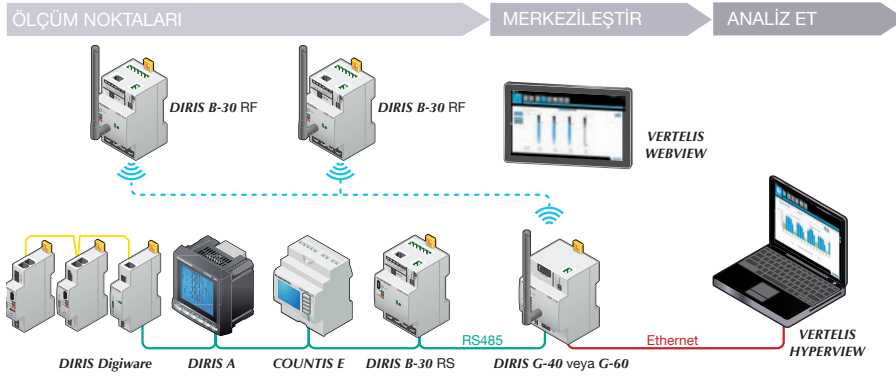 ÖLÇÜM NOKTALARI
MERKEZİLEŞTİR
ANALİZ ET
DIRIS B-30 RF
DIRIS B-30 RF
VERTELIS
WEBVIEW
RS485
Ethernet
DIRIS Digiware
DIRIS A
COUNTIS E
DIRIS B-30 RS
DIRIS G-40 veya G-60
VERTELIS
HYPERVIEW